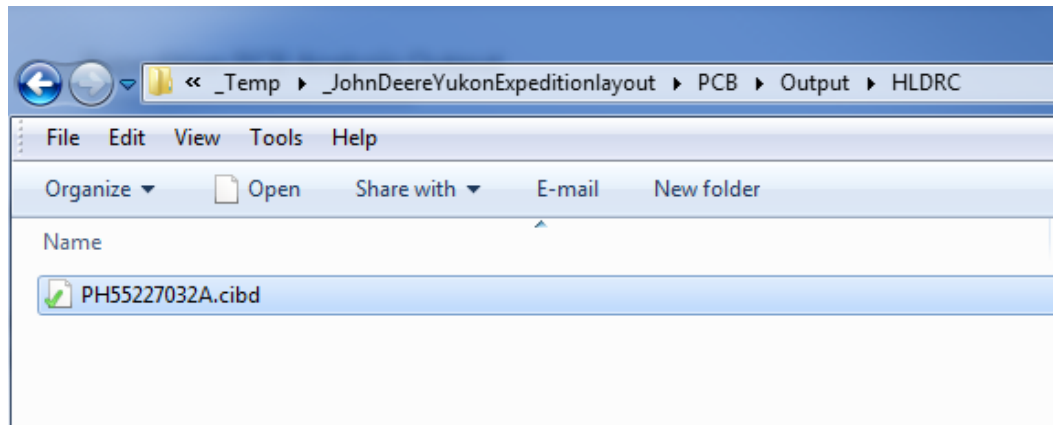 « _Temp ▸ _JohnDeereYukonExpeditionlayout ▸ PCB ▸ Output ▸ HLDRC
File Edit View Tools Help
Organize Open Share with E-mail New folder
Name
PH55227032A.cibd